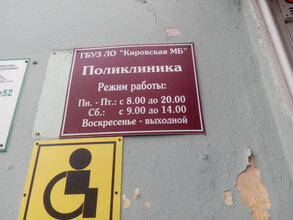 ГБУЗ ЛО "Кировская МБ"
Поликлиника
Режим работы:
Пн. - Пт.: с 8.00 до 20.00
Сб.: с 9.00 до 14.00
Воскресенье - выходной